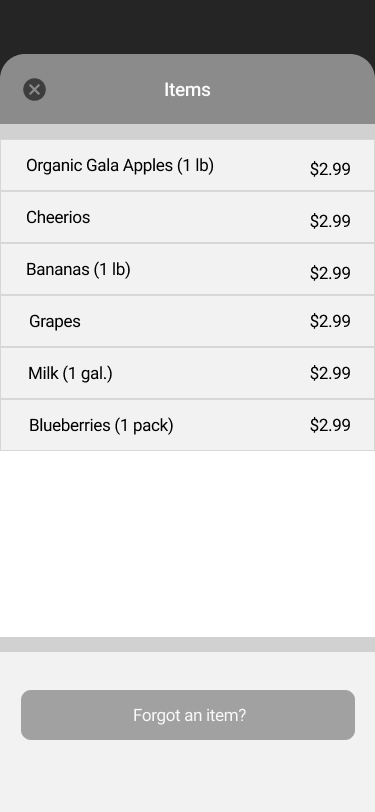 Items
Organic Gala Apples (1 lb) $2.99
Cheerios $2.99
Bananas (1 lb) $2.99
Grapes $2.99
Milk (1 gal.) $2.99
Blueberries (1 pack) $2.99
Forgot an item?